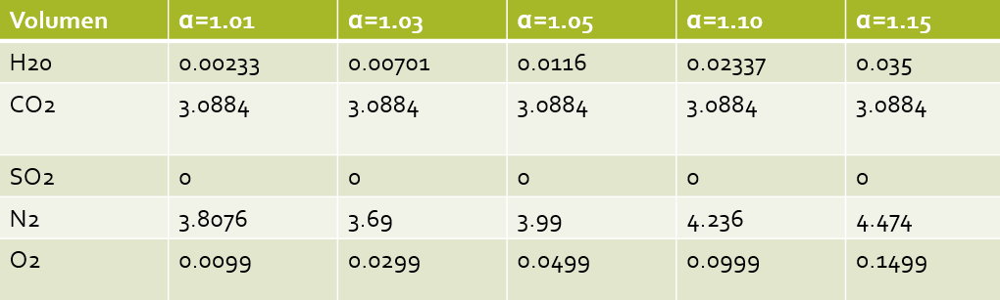 Volumen α=1.01 α=1.03 α=1.05 α=1.10 α=1.15
H20 0.00233 0.00701 0.0116 0.02337 0.035
CO2 3.0884 3.0884 3.0884 3.0884 3.0884
SO2 0 0 0 0 0
N2 3.8076 3.69 3.99 4.236 4.474
O2 0.0099 0.0299 0.0499 0.0999 0.1499